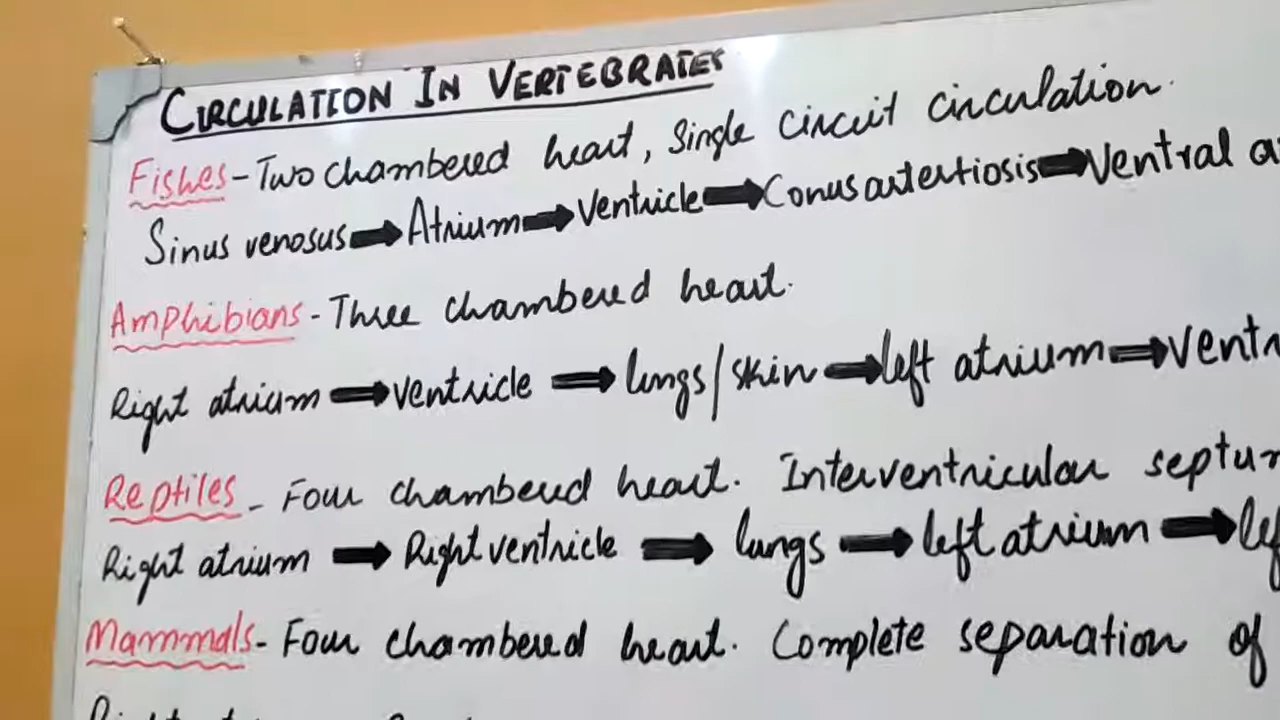 CIRCULATION IN VERTEBRATES
Fishes - Two chambered heart, Single circuit circulation.
Sinus venosus → Atrium → Ventricle → Conus artertiosis → Ventral a
Amphibians - Three chambered heart.
Right atrium → ventricle → lungs/skin → left atrium → ventr
Reptiles - Four chambered heart. Interventricular septum
Right atrium → Right ventricle → lungs → left atrium → lef
Mammals - Four chambered heart. Complete separation of